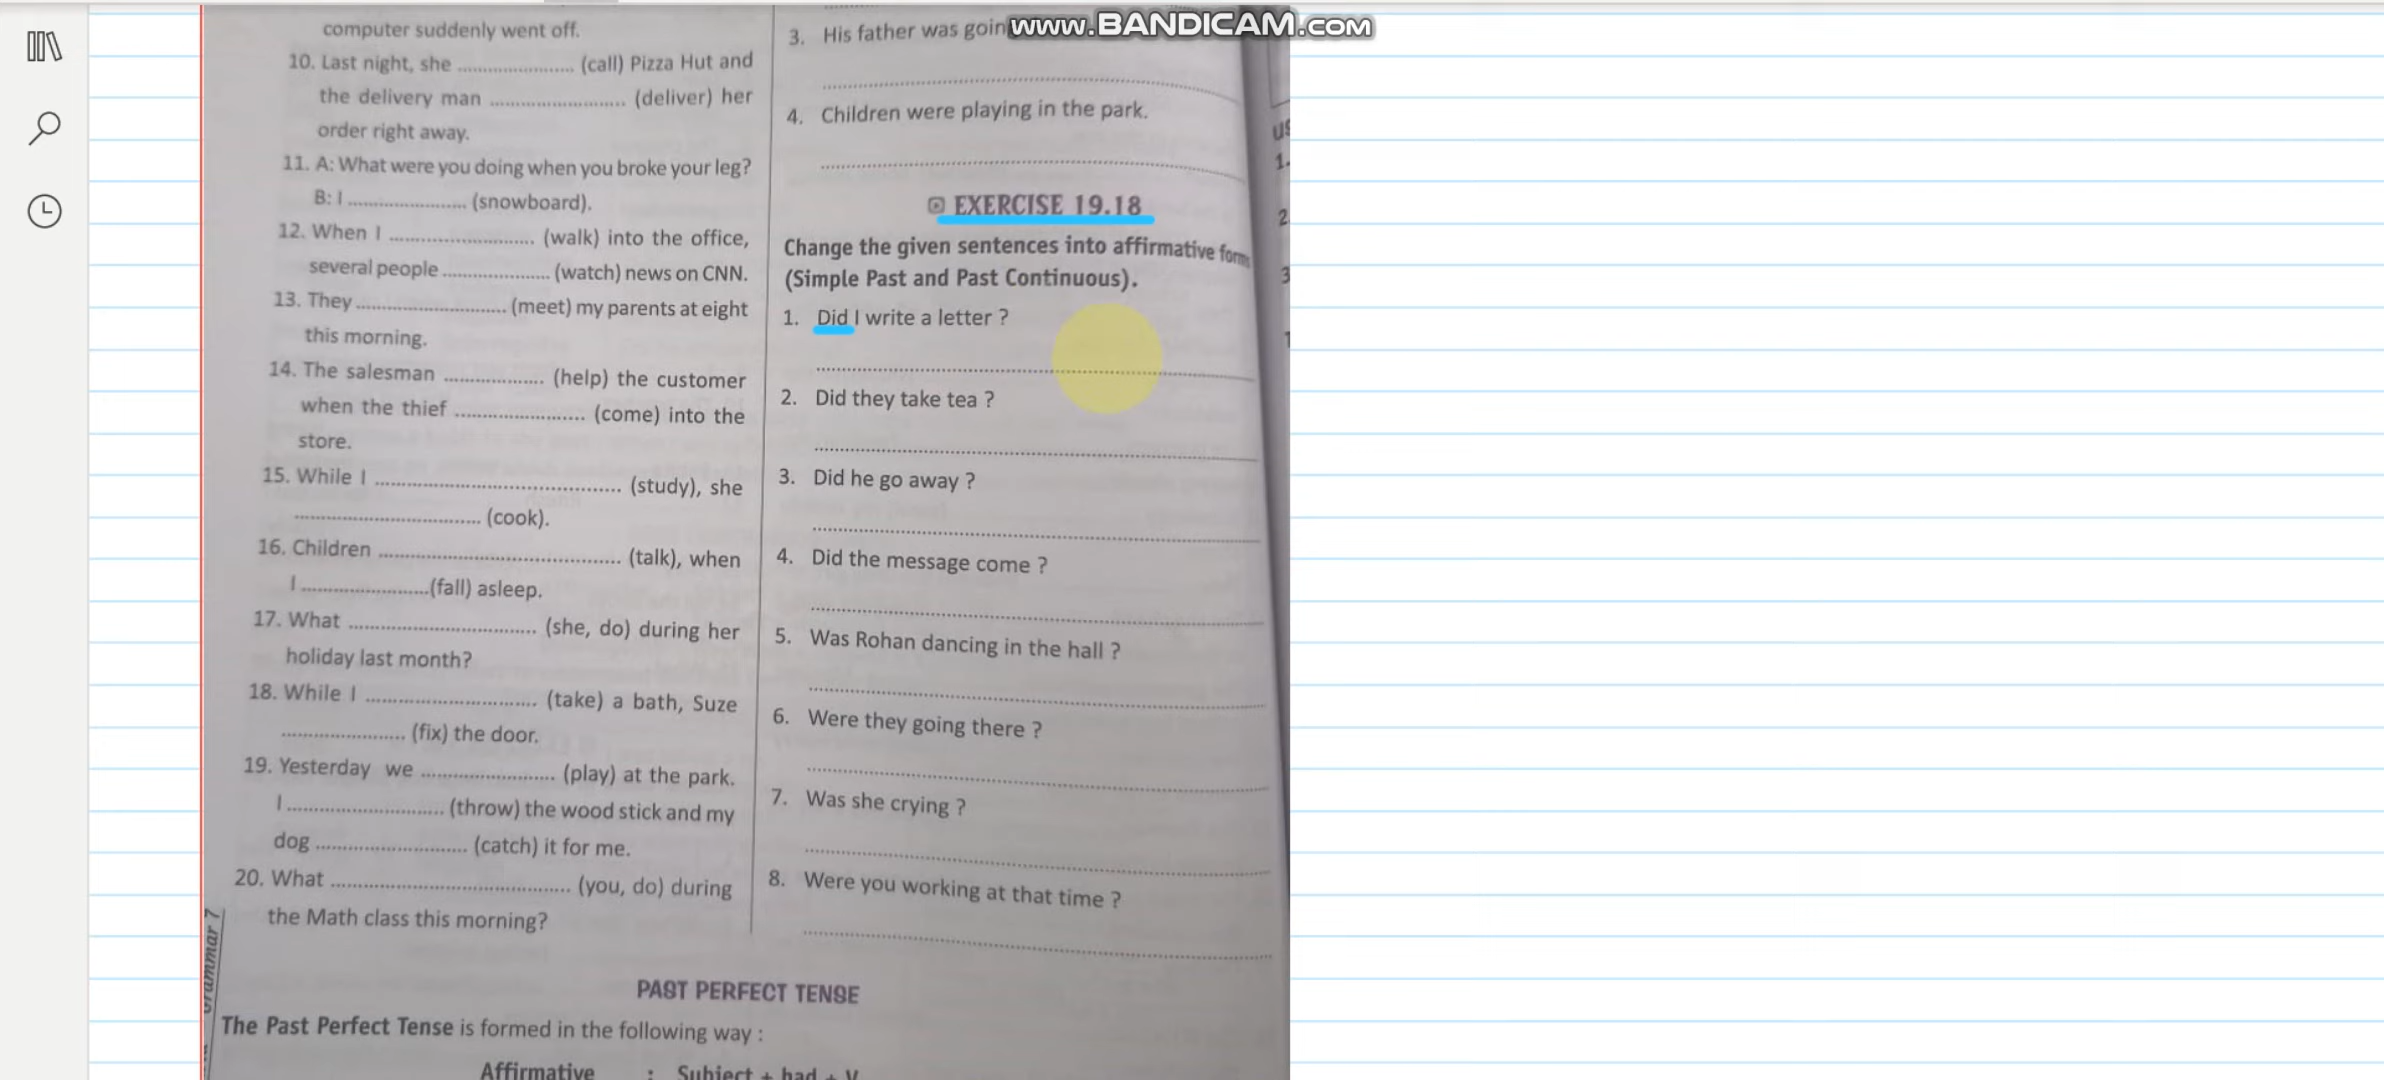 www.BANDICAM.com
computer suddenly went off.
10. Last night, she ........................ (call) Pizza Hut and
the delivery man ............................ (deliver) her
order right away.
11. A: What were you doing when you broke your leg?
B: I ........................ (snowboard).
12. When I .............................. (walk) into the office,
several people ...................... (watch) news on CNN.
13. They ............................... (meet) my parents at eight
this morning.
14. The salesman .................... (help) the customer
when the thief ........................... (come) into the
store.
15. While I .................................................. (study), she
...................................... (cook).
16. Children .................................................. (talk), when
I ..........................(fall) asleep.
17. What ...................................... (she, do) during her
holiday last month?
18. While I ................................... (take) a bath, Suze
......................... (fix) the door.
19. Yesterday we ........................... (play) at the park.
I ................................ (throw) the wood stick and my
dog ............................... (catch) it for me.
20. What ................................................. (you, do) during
the Math class this morning?
3. His father was goin
4. Children were playing in the park.
EXERCISE 19.18
Change the given sentences into affirmative form
(Simple Past and Past Continuous).
1. Did I write a letter ?
2. Did they take tea ?
3. Did he go away ?
4. Did the message come ?
5. Was Rohan dancing in the hall ?
6. Were they going there ?
7. Was she crying ?
8. Were you working at that time ?
us
1.
2
3
PAST PERFECT TENSE
The Past Perfect Tense is formed in the following way :
Affirmative : Subject + had + V
Grammar 7